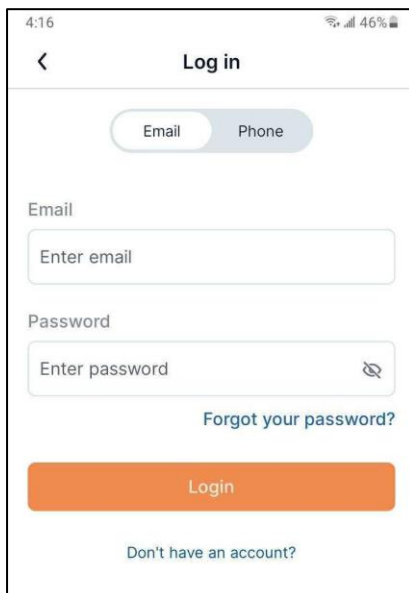 4:16 46%
Log in
Email Phone
Email
Enter email
Password
Enter password
Forgot your password?
Login
Don't have an account?